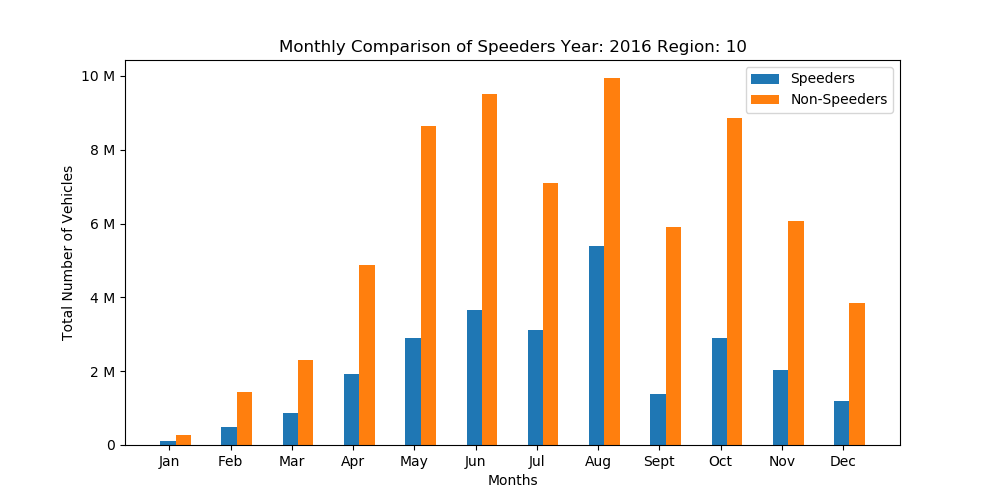 Monthly Comparison of Speeders Year: 2016 Region: 10
Speeders
Non-Speeders
Total Number of Vehicles
10 M
8 M
6 M
4 M
2 M
0
Jan Feb Mar Apr May Jun Jul Aug Sept Oct Nov Dec
Months